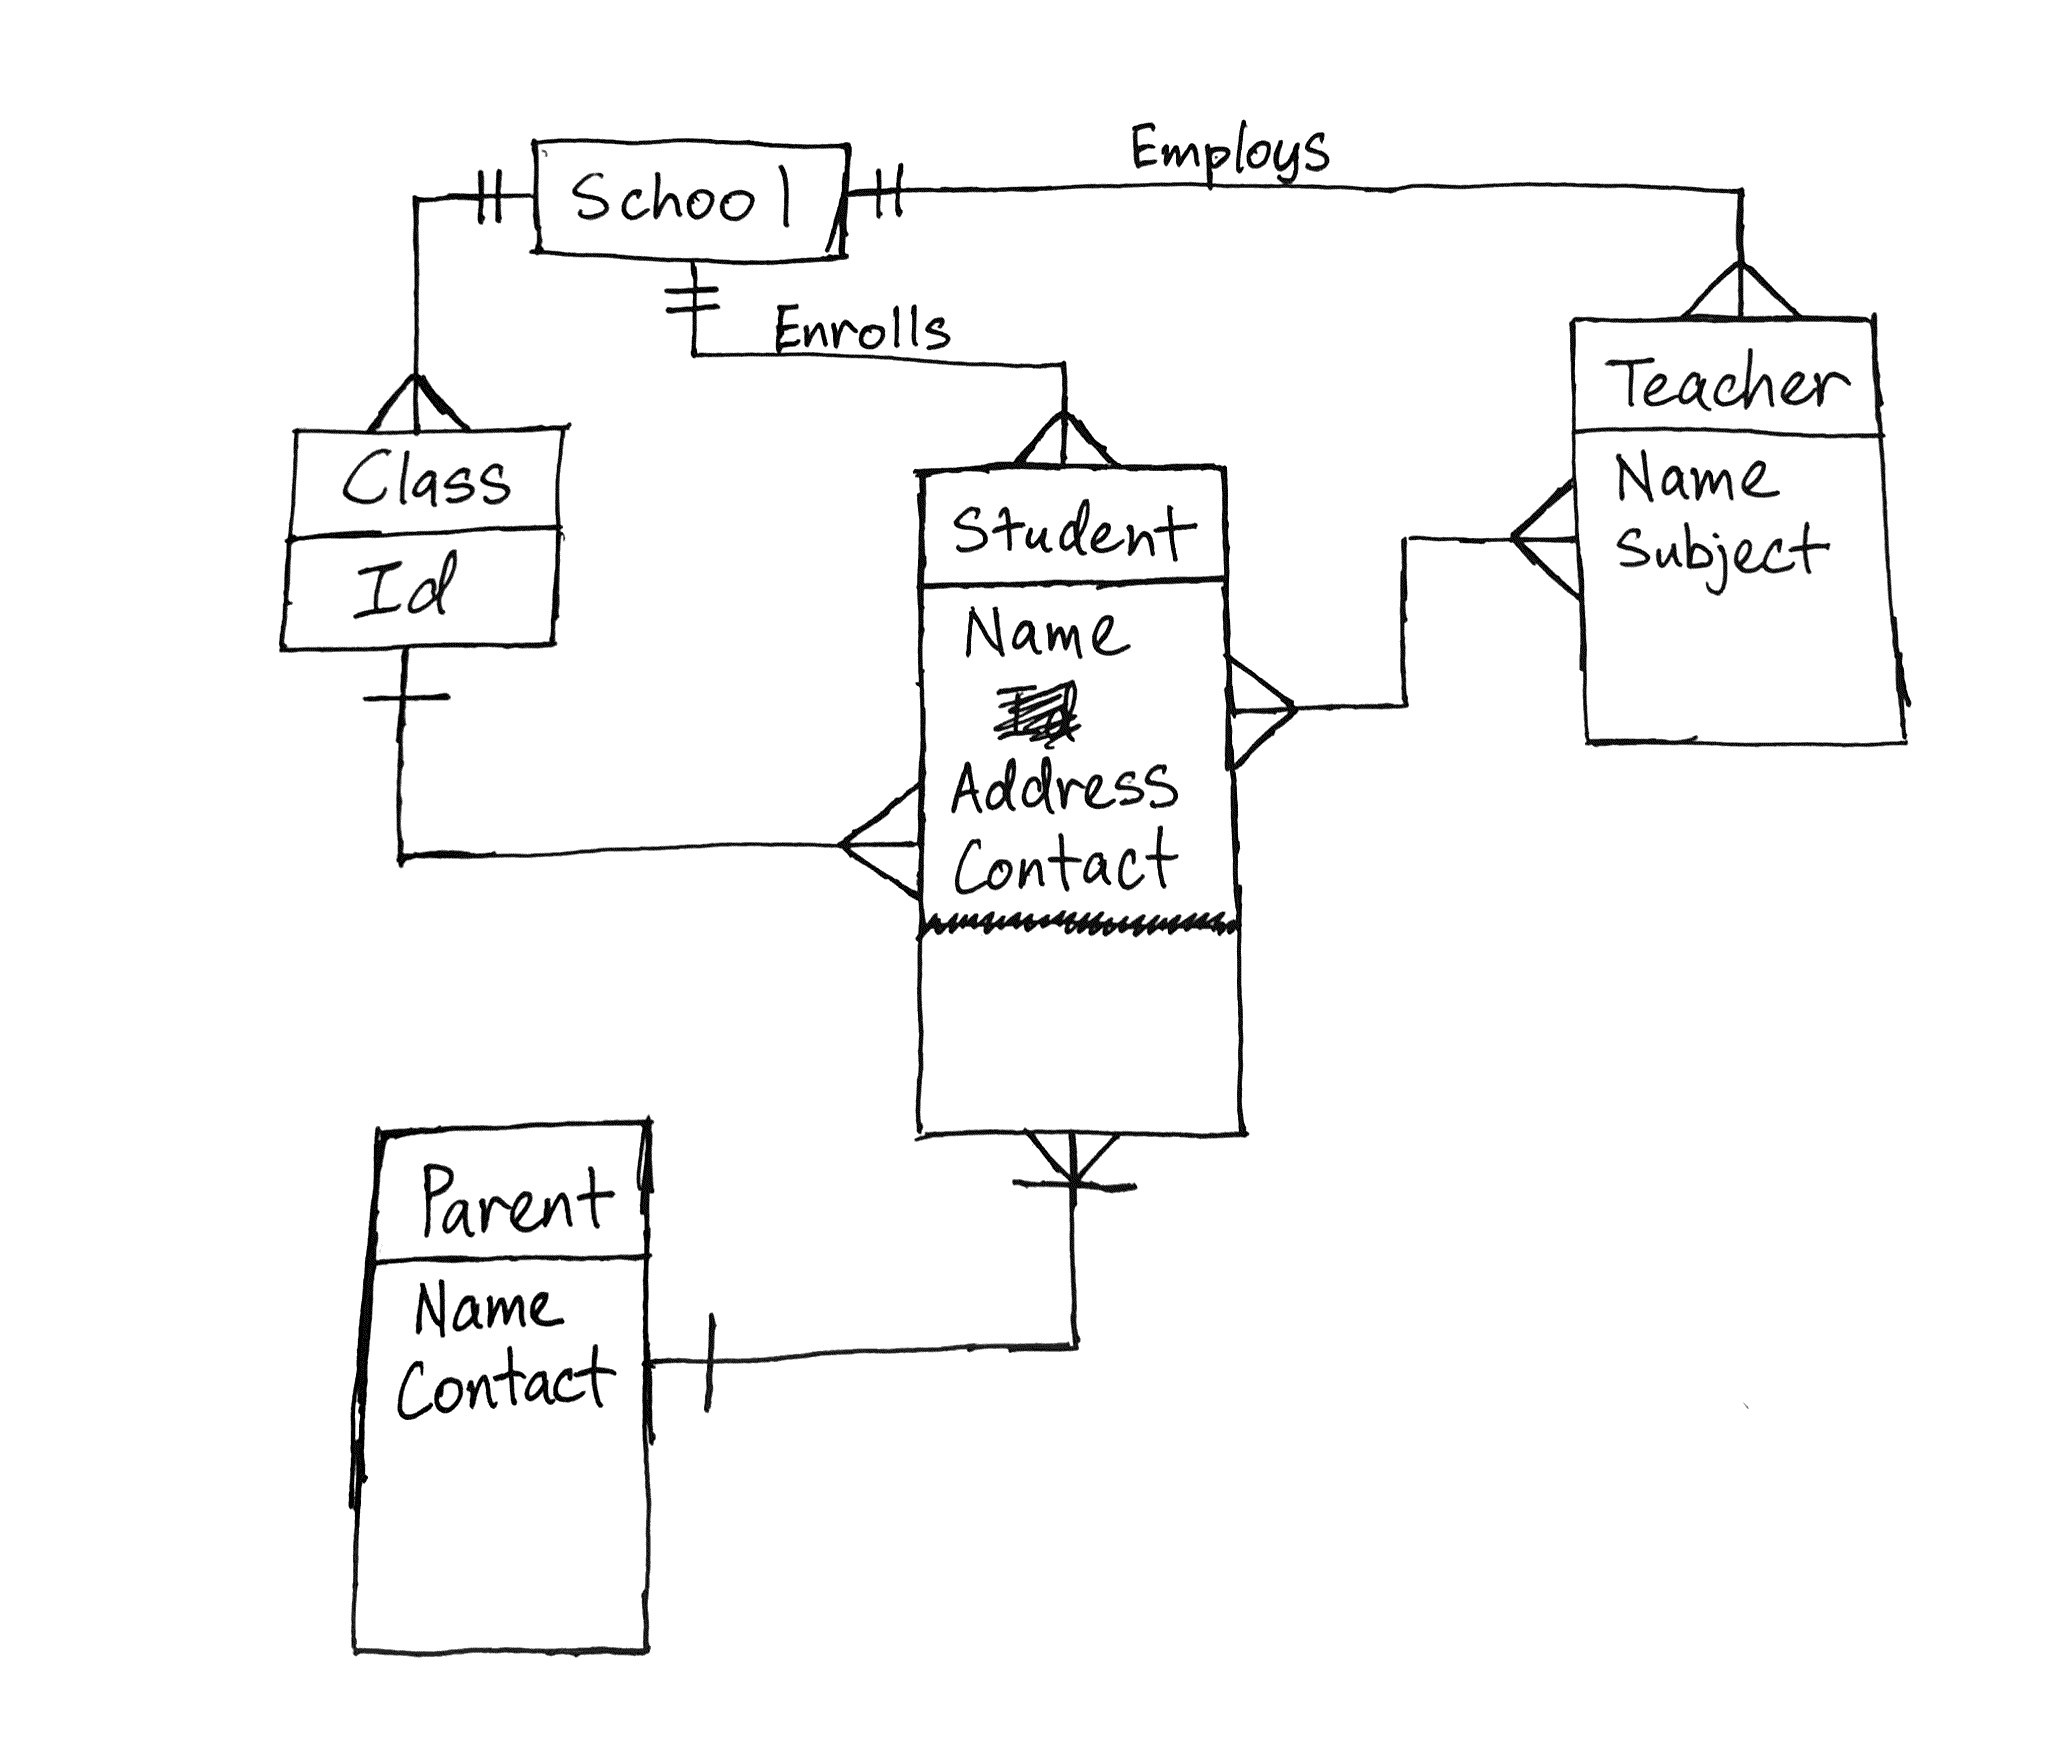 Employs
School
Enrolls
Teacher
Name
Subject
Class
Id
Student
Name
Address
Contact
Parent
Name
Contact